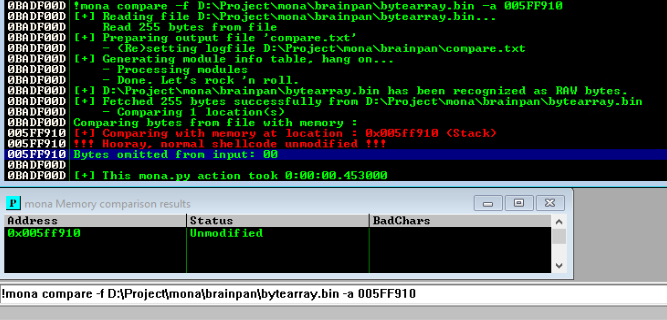 0BADF00D !mona compare -f D:\Project\mona\brainpan\bytearray.bin -a 005FF910
0BADF00D [+] Reading file D:\Project\mona\brainpan\bytearray.bin...
0BADF00D Read 255 bytes from file
0BADF00D [+] Preparing output file 'compare.txt'
0BADF00D - (Re)setting logfile D:\Project\mona\brainpan\compare.txt
0BADF00D [+] Generating module info table, hang on...
0BADF00D - Processing modules
0BADF00D - Done. Let's rock 'n roll.
0BADF00D [+] D:\Project\mona\brainpan\bytearray.bin has been recognized as RAW bytes.
0BADF00D [+] Fetched 255 bytes successfully from D:\Project\mona\brainpan\bytearray.bin
0BADF00D - Comparing 1 location(s)
0BADF00D Comparing bytes from file with memory :
005FF910 [+] Comparing with memory at location : 0x005ff910 (Stack)
005FF910 !!! Hooray, normal shellcode unmodified !!!
005FF910 Bytes omitted from input: 00
0BADF00D
0BADF00D [+] This mona.py action took 0:00:00.453000
P mona Memory comparison results
Address Status BadChars
0x005ff910 Unmodified
!mona compare -f D:\Project\mona\brainpan\bytearray.bin -a 005FF910